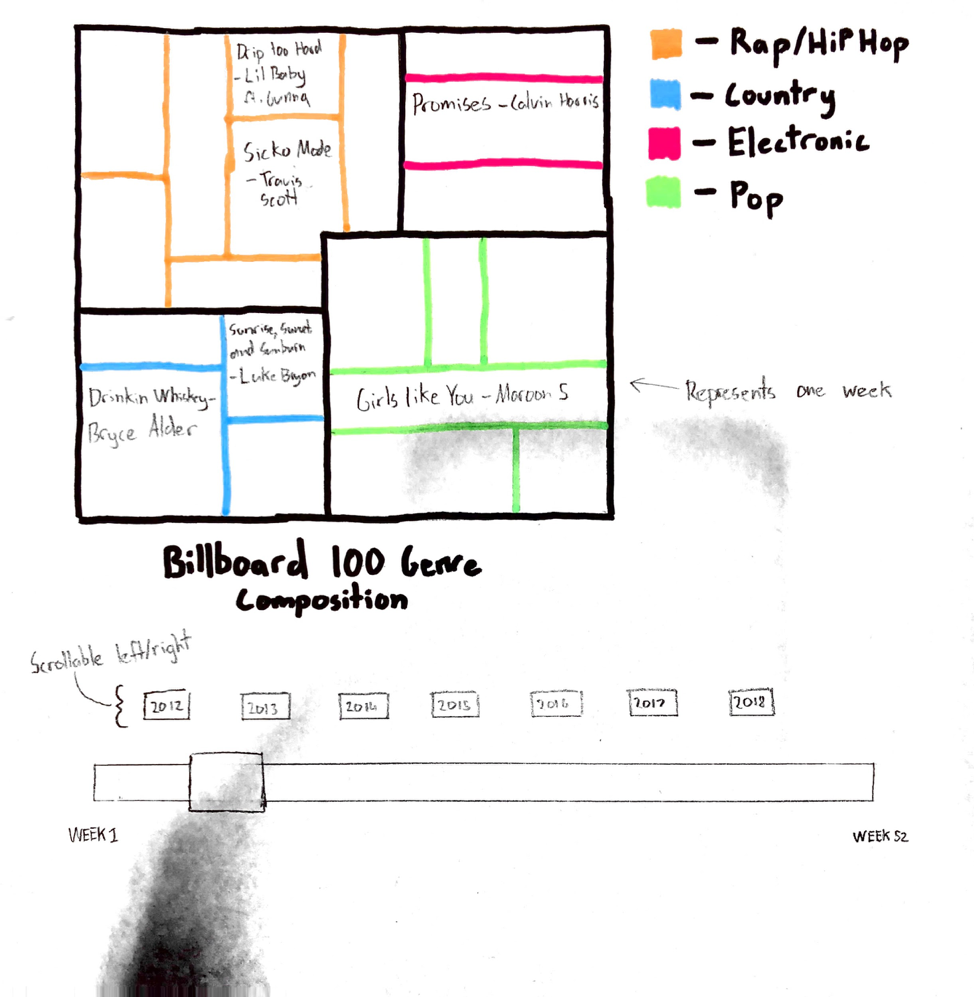 Drip too Hard
- Lil Baby
ft. Gunna
Sicko Mode
- Travis
Scott
Promises - Calvin Harris
- Rap/HiP Hop
- Country
- Electronic
- Pop
Sunrise, Sunset
and Sunburn
- Luke Bryan
Drinkin Whiskey-
Bryce Alder
Girls like You - Maroon 5
Represents one week
Billboard 100 Genre
Composition
Scrollable left/right
2012 2013 2014 2015 2016 2017 2018
WEEK 1 WEEK 52